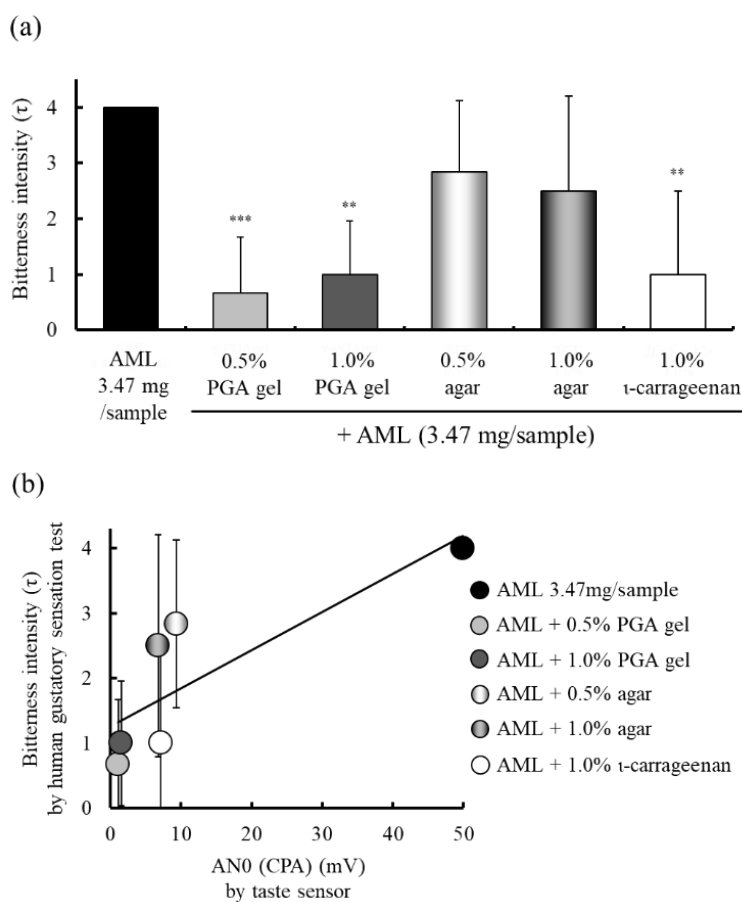 (a)
Bitterness intensity (τ)
4
3
2
1
0
*** ** **
AML
3.47 mg
/sample
0.5%
PGA gel
1.0%
PGA gel
0.5%
agar
1.0%
agar
1.0%
ι-carrageenan
+ AML (3.47 mg/sample)
(b)
Bitterness intensity (τ)
by human gustatory sensation test
4
3
2
1
0
0 10 20 30 40 50
AN0 (CPA) (mV)
by taste sensor
AML 3.47mg/sample
AML + 0.5% PGA gel
AML + 1.0% PGA gel
AML + 0.5% agar
AML + 1.0% agar
AML + 1.0% ι-carrageenan